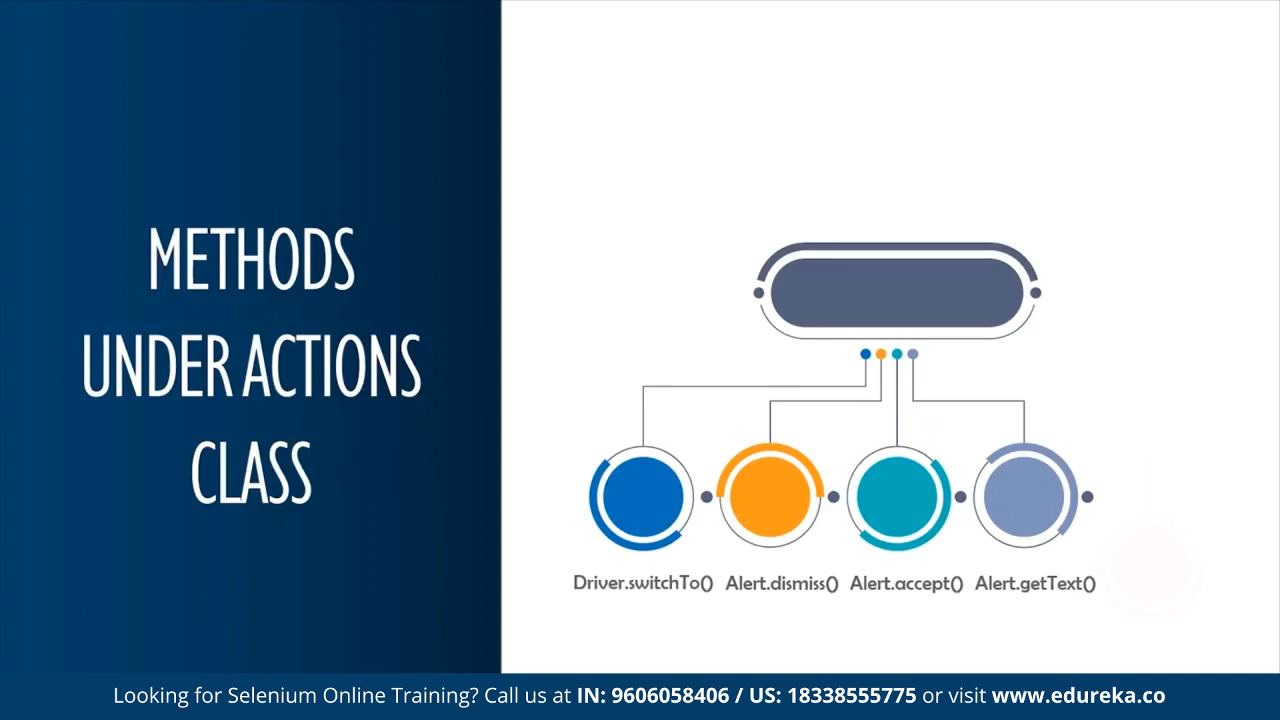 METHODS
UNDER ACTIONS
CLASS
Driver.switchTo() Alert.dismiss() Alert.accept() Alert.getText()
Looking for Selenium Online Training? Call us at IN: 9606058406 / US: 18338555775 or visit www.edureka.co